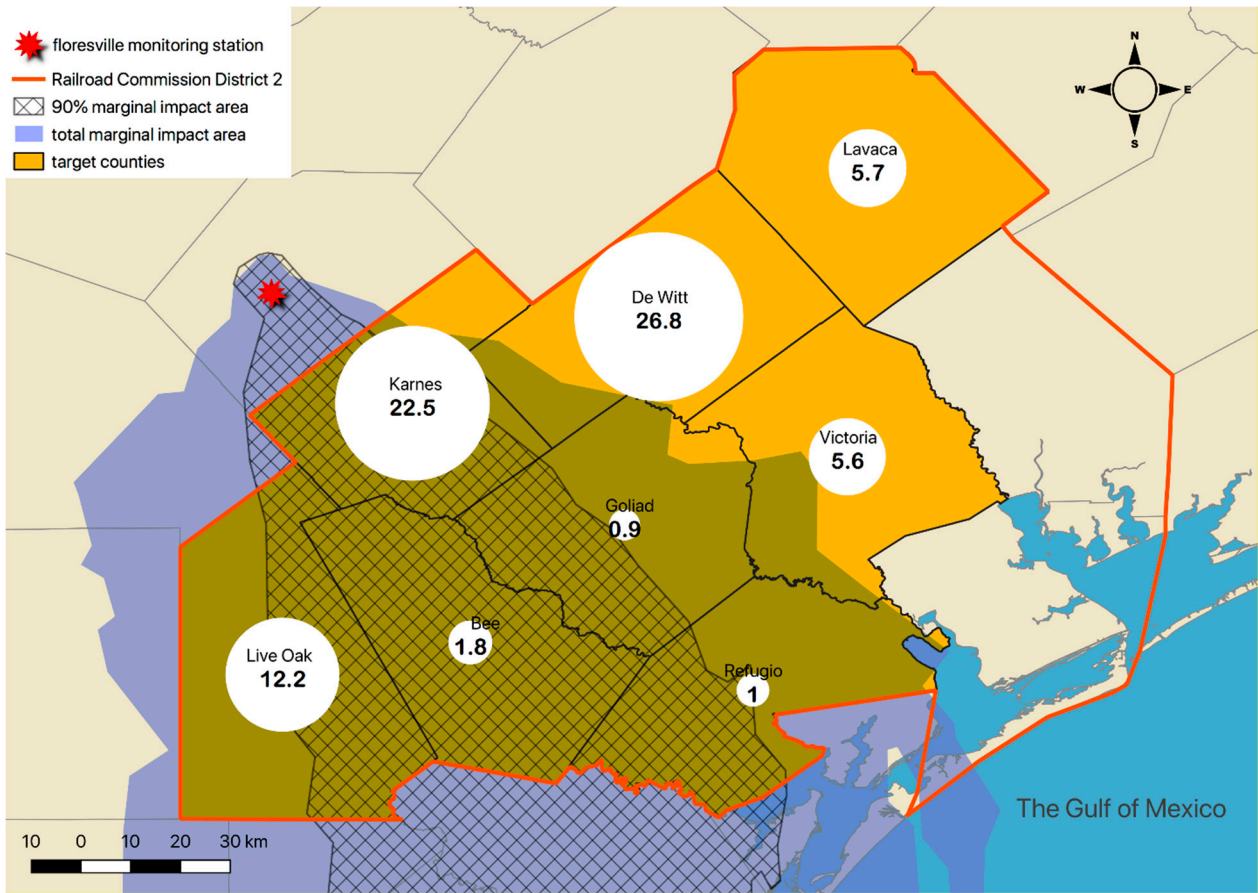 floresville monitoring station
Railroad Commission District 2
90% marginal impact area
total marginal impact area
target counties
N
W E
S
Lavaca
5.7
De Witt
26.8
Karnes
22.5
Victoria
5.6
Goliad
0.9
Bee
1.8
Live Oak
12.2
Refugio
1
The Gulf of Mexico
10 0 10 20 30 km